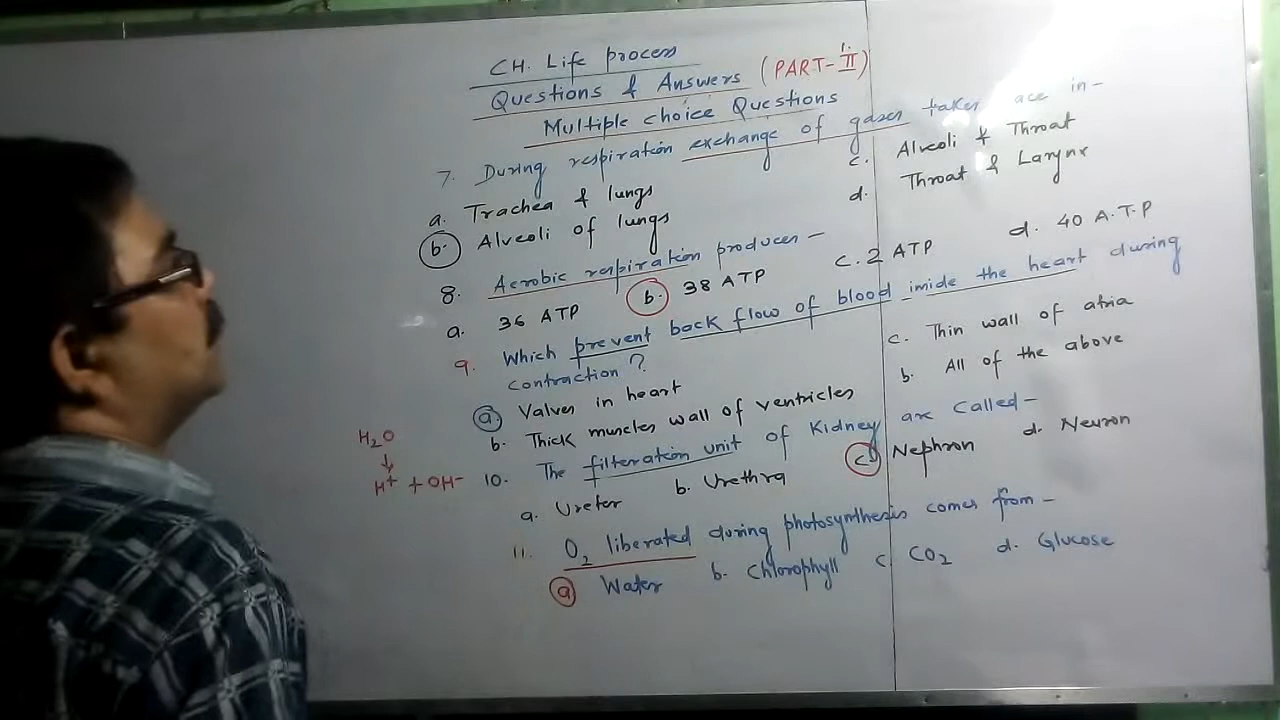 CH. Life process
Questions & Answers (PART-II)
Multiple choice Questions
7. During respiration exchange of gases takes ace in-
a. Trachea & lungs
c. Alveoli & Throat
b. Alveoli of lungs
d. Throat & Larynx
8. Aerobic respiration produces-
a. 36 ATP b. 38 ATP c. 2 ATP d. 40 A.T.P
9. Which prevent back flow of blood inside the heart during
contraction?
a. Valves in heart
c. Thin wall of atria
b. Thick muscles wall of ventricles
b. All of the above
10. The filteration unit of Kidney are called-
a. Ureter b. Urethra c Nephron d. Neuron
11. O₂ liberated during photosynthesis comes from-
a Water b. Chlorophyll c CO₂ d. Glucose
H₂O
↓
H⁺ + OH⁻